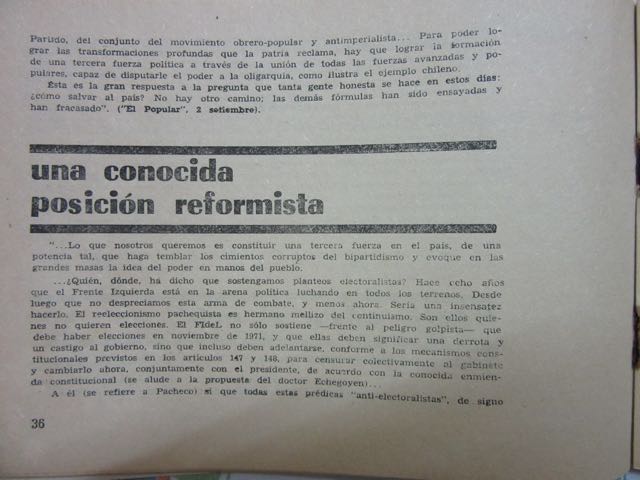 Partido, del conjunto del movimiento obrero-popular y antimperialista... Para poder lo-
grar las transformaciones profundas que la patria reclama, hay que lograr la formación
de una tercera fuerza política a través de la unión de todas las fuerzas avanzadas y po-
pulares, capaz de disputarle el poder a la oligarquía, como ilustra el ejemplo chileno.
Ésta es la gran respuesta a la pregunta que tanta gente honesta se hace en estos días:
¿cómo salvar al país? No hay otro camino; las demás fórmulas han sido ensayadas y
han fracasado". ("El Popular", 2 setiembre).
una conocida
posición reformista
"...Lo que nosotros queremos es constituir una tercera fuerza en el país, de una
potencia tal, que haga temblar los cimientos corruptos del bipartidismo y evoque en las
grandes masas la idea del poder en manos del pueblo.
...¿Quién, dónde, ha dicho que sostengamos planteos electoralistas? Hace ocho años
que el Frente Izquierda está en la arena política luchando en todos los terrenos. Desde
luego que no despreciamos esta arma de combate, y menos ahora. Sería una insensatez
hacerlo. El reeleccionismo pachequista es hermano mellizo del continuismo. Son ellos quie-
nes no quieren elecciones. El FIdeL no sólo sostiene —frente al peligro golpista— que
debe haber elecciones en noviembre de 1971, y que ellas deben significar una derrota y
un castigo al gobierno, sino que incluso deben adelantarse, conforme a los mecanismos cons-
titucionales previstos en los artículos 147 y 148, para censurar colectivamente al gabinete
y cambiarlo ahora, conjuntamente con el presidente, de acuerdo con la conocida enmien-
da constitucional (se alude a la propuesta del doctor Echegoyen)...
A él (se refiere a Pacheco) sí que todas estas prédicas "anti-electoralistas", de signo
36